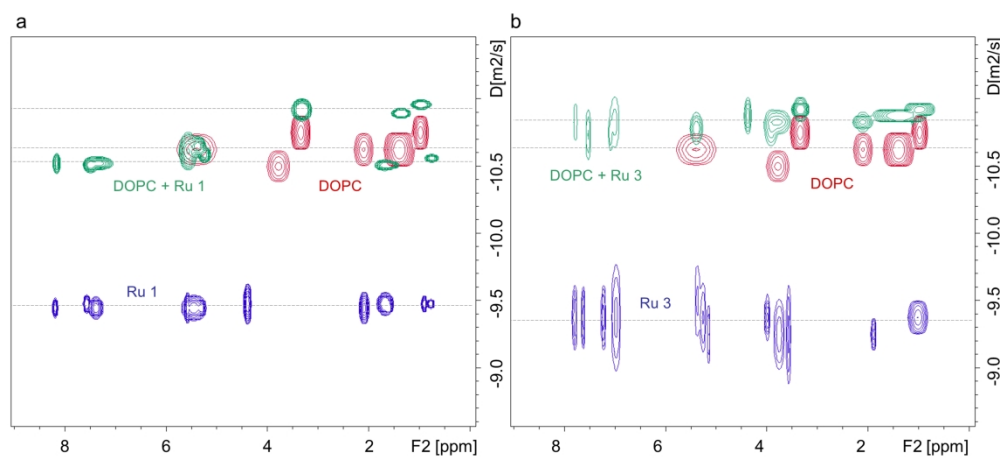 a
b
D[m2/s]
D[m2/s]
-10.5
-10.5
DOPC + Ru 1
DOPC
DOPC + Ru 3
DOPC
-10.0
-10.0
Ru 1
Ru 3
-9.5
-9.5
-9.0
-9.0
8 6 4 2 F2 [ppm]
8 6 4 2 F2 [ppm]